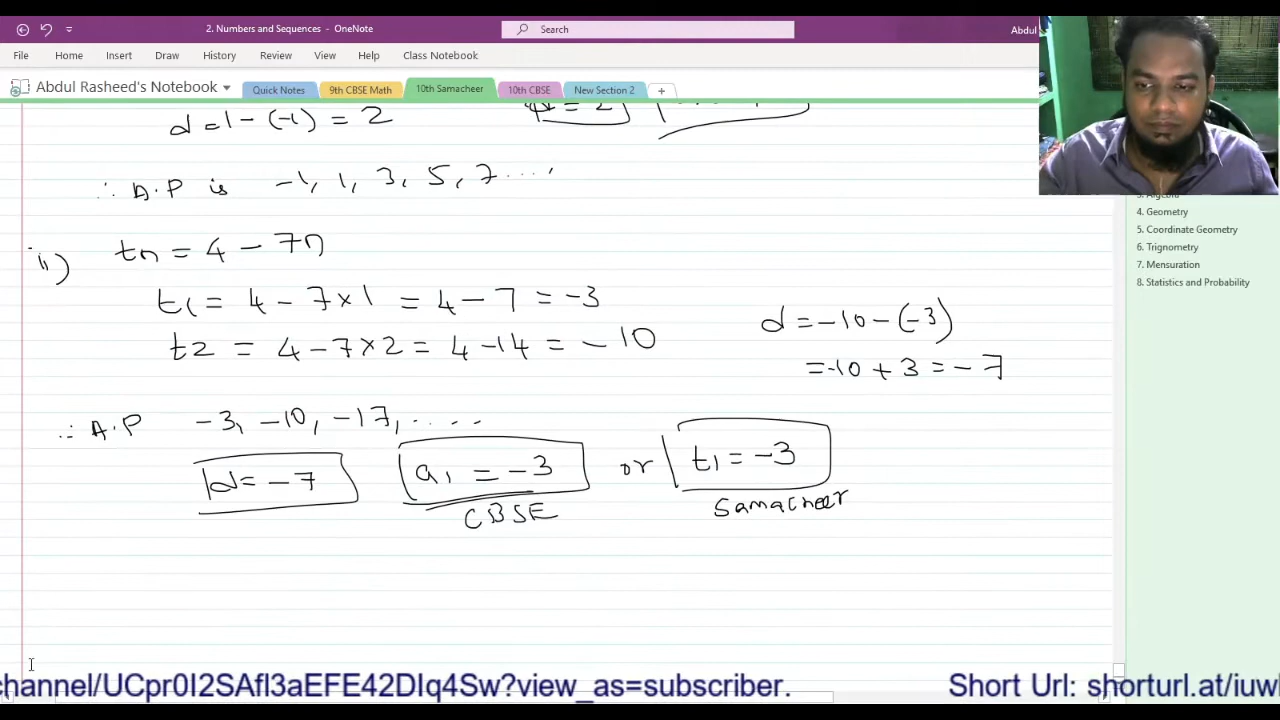 2. Numbers and Sequences - OneNote
Search
Abdul
File Home Insert Draw History Review View Help Class Notebook
Abdul Rasheed's Notebook
Quick Notes 9th CBSE Math 10th Samacheer 10th CBSE New Section 2 +
d = 1 - (-1) = 2
∴ A.P is -1, 1, 3, 5, 7 ....
ii) tn = 4 - 7n
t1 = 4 - 7×1 = 4 - 7 = -3
t2 = 4 - 7×2 = 4 - 14 = -10
d = -10 - (-3)
= -10 + 3 = -7
∴ A.P -3, -10, -17, .....
d = -7 a1 = -3 or t1 = -3
CBSE Samacheer
4. Geometry
5. Coordinate Geometry
6. Trignometry
7. Mensuration
8. Statistics and Probability
channel/UCpr0I2SAfl3aEFE42DIq4Sw?view_as=subscriber. Short Url: shorturl.at/iuw